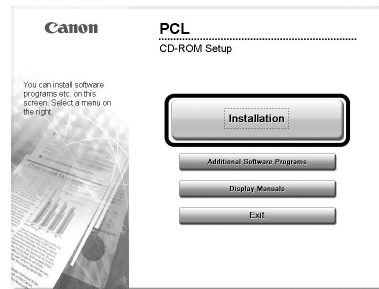 Canon
PCL
CD-ROM Setup
You can install software
programs etc. on this
screen. Select a menu on
the right.
Installation
Additional Software Programs
Display Manuals
Exit